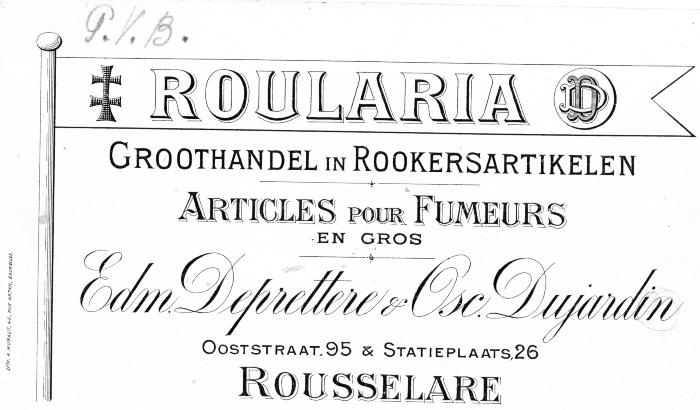 P.V.B.
ROULARIA
GROOTHANDEL IN ROOKERSARTIKELEN
ARTICLES POUR FUMEURS
EN GROS
Edm. Deprettere & Osc. Dujardin
OOSTSTRAAT, 95 & STATIEPLAATS, 26
ROUSSELARE